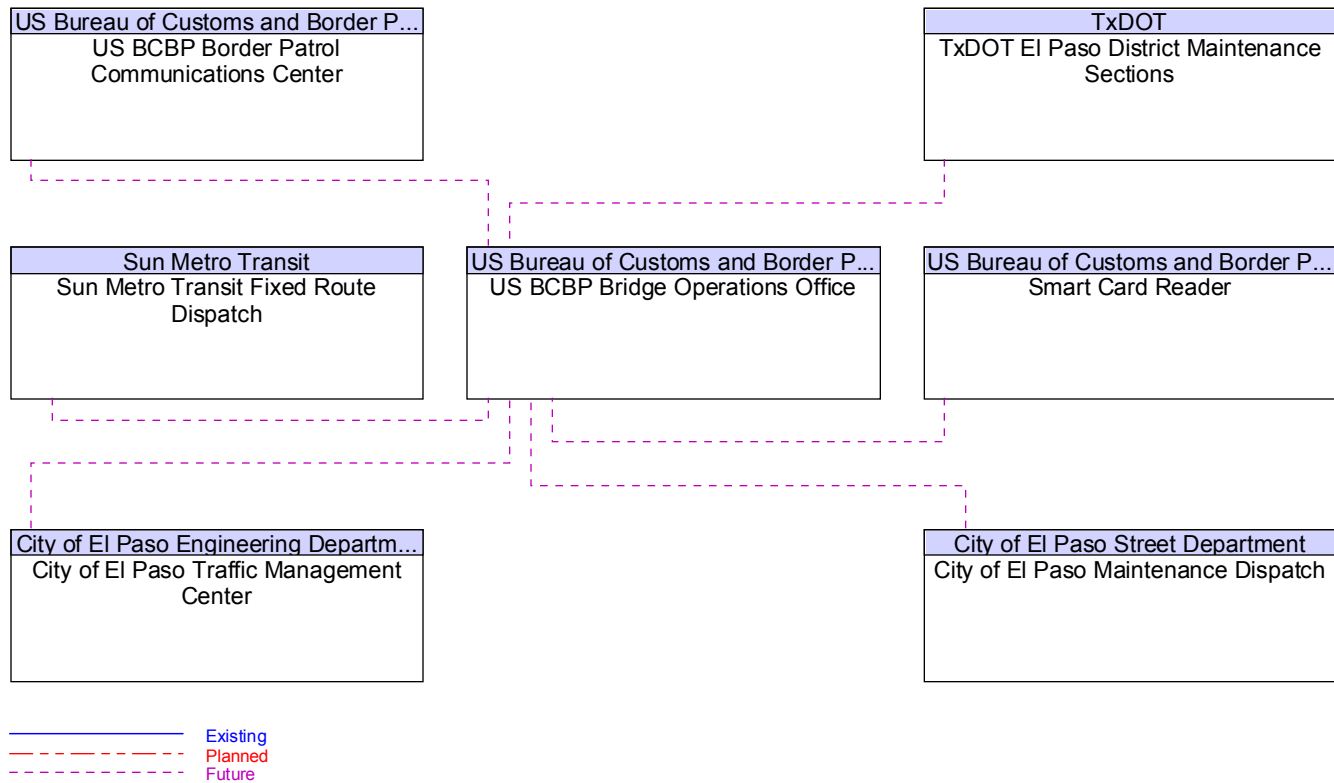 US Bureau of Customs and Border P...
US BCBP Border Patrol
Communications Center
TxDOT
TxDOT El Paso District Maintenance
Sections
Sun Metro Transit
Sun Metro Transit Fixed Route
Dispatch
US Bureau of Customs and Border P...
US BCBP Bridge Operations Office
US Bureau of Customs and Border P...
Smart Card Reader
City of El Paso Engineering Departm...
City of El Paso Traffic Management
Center
City of El Paso Street Department
City of El Paso Maintenance Dispatch
Existing
Planned
Future